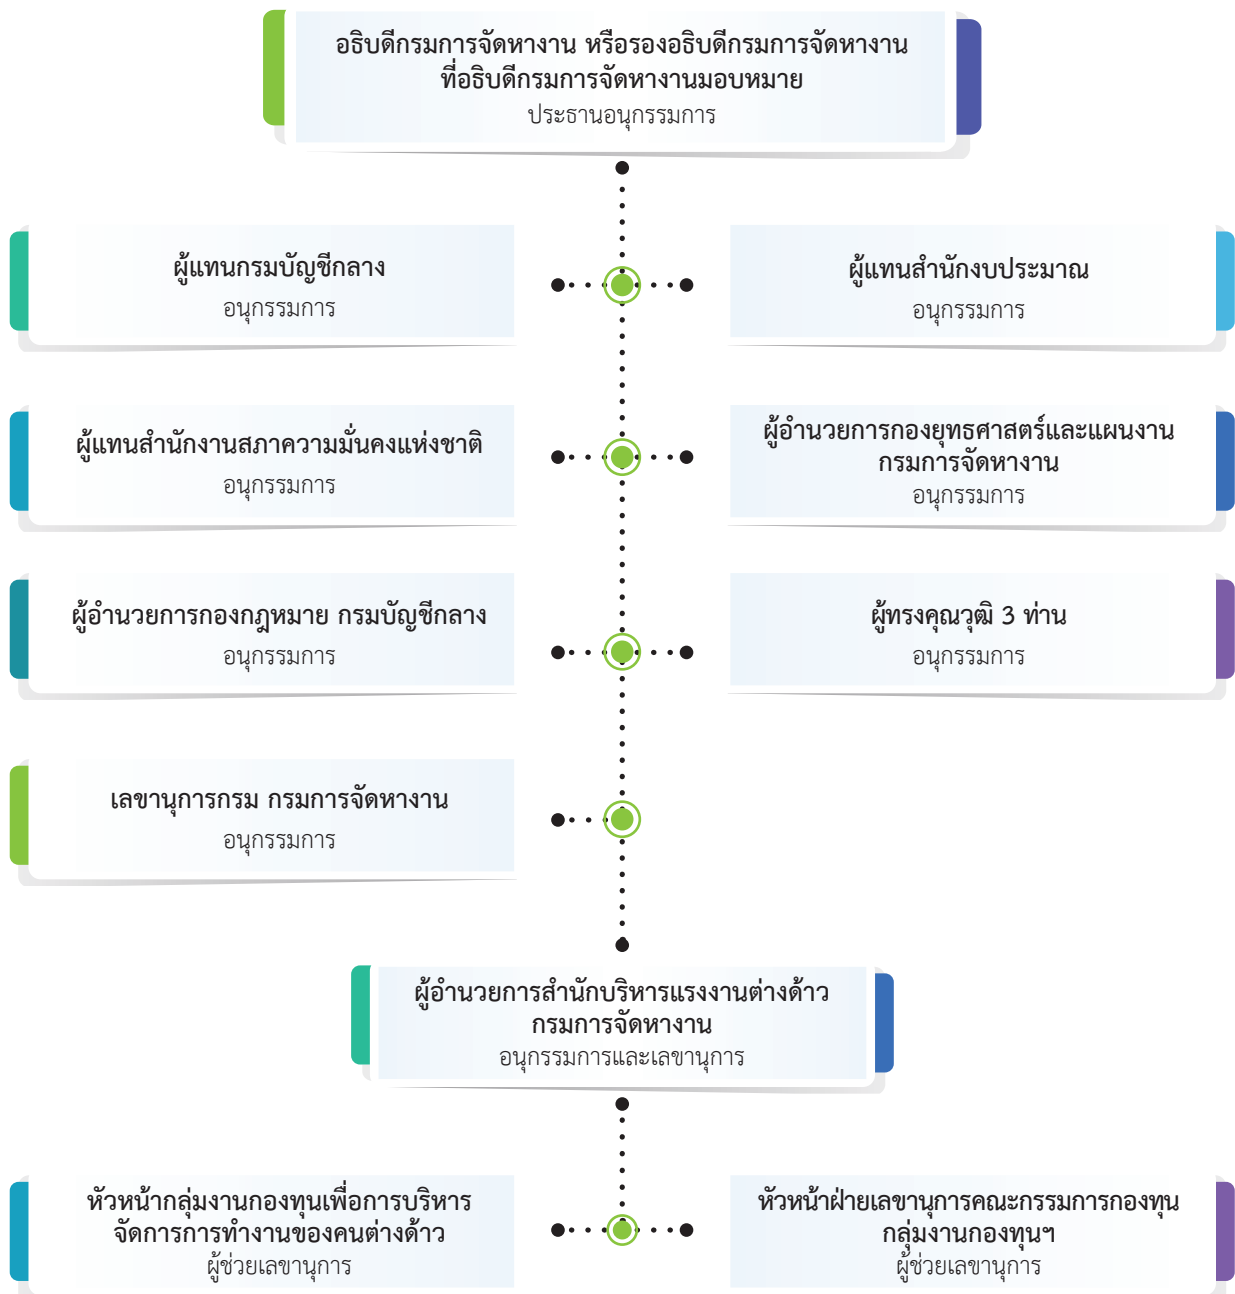 อธิบดีกรมการจัดหางาน หรือรองอธิบดีกรมการจัดหางาน
ที่อธิบดีกรมการจัดหางานมอบหมาย
ประธานอนุกรรมการ
ผู้แทนกรมบัญชีกลาง
อนุกรรมการ
ผู้แทนสำนักงบประมาณ
อนุกรรมการ
ผู้แทนสำนักงานสภาความมั่นคงแห่งชาติ
อนุกรรมการ
ผู้อำนวยการกองยุทธศาสตร์และแผนงาน
กรมการจัดหางาน
อนุกรรมการ
ผู้อำนวยการกองกฎหมาย กรมบัญชีกลาง
อนุกรรมการ
ผู้ทรงคุณวุฒิ 3 ท่าน
อนุกรรมการ
เลขานุการกรม กรมการจัดหางาน
อนุกรรมการ
ผู้อำนวยการสำนักบริหารแรงงานต่างด้าว
กรมการจัดหางาน
อนุกรรมการและเลขานุการ
หัวหน้ากลุ่มงานกองทุนเพื่อการบริหาร
จัดการการทำงานของคนต่างด้าว
ผู้ช่วยเลขานุการ
หัวหน้าฝ่ายเลขานุการคณะกรรมการกองทุน
กลุ่มงานกองทุนฯ
ผู้ช่วยเลขานุการ